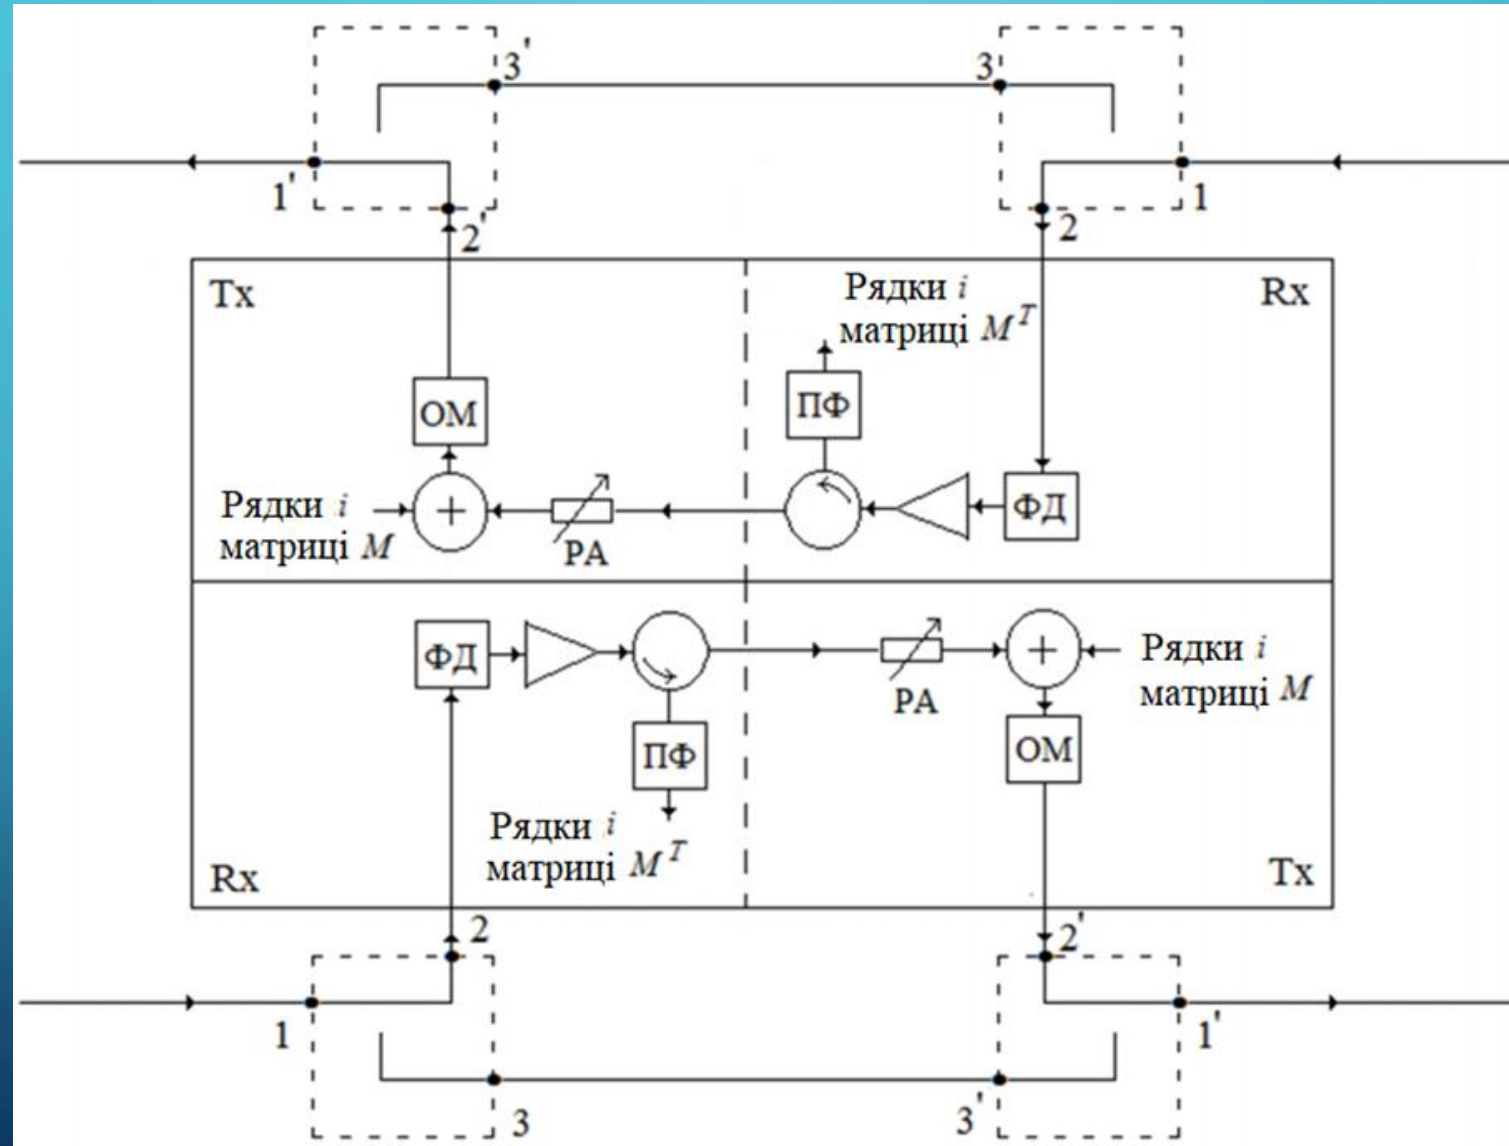 3'
3
1'
2'
2
1
Tx
Рядки i
матриці M^T
Rx
ОМ
ПФ
Рядки i
матриці M
+
РА
ФД
ФД
+
Рядки i
матриці M
РА
ПФ
ОМ
Рядки i
матриці M^T
Rx
Tx
2
2'
1
1'
3
3'